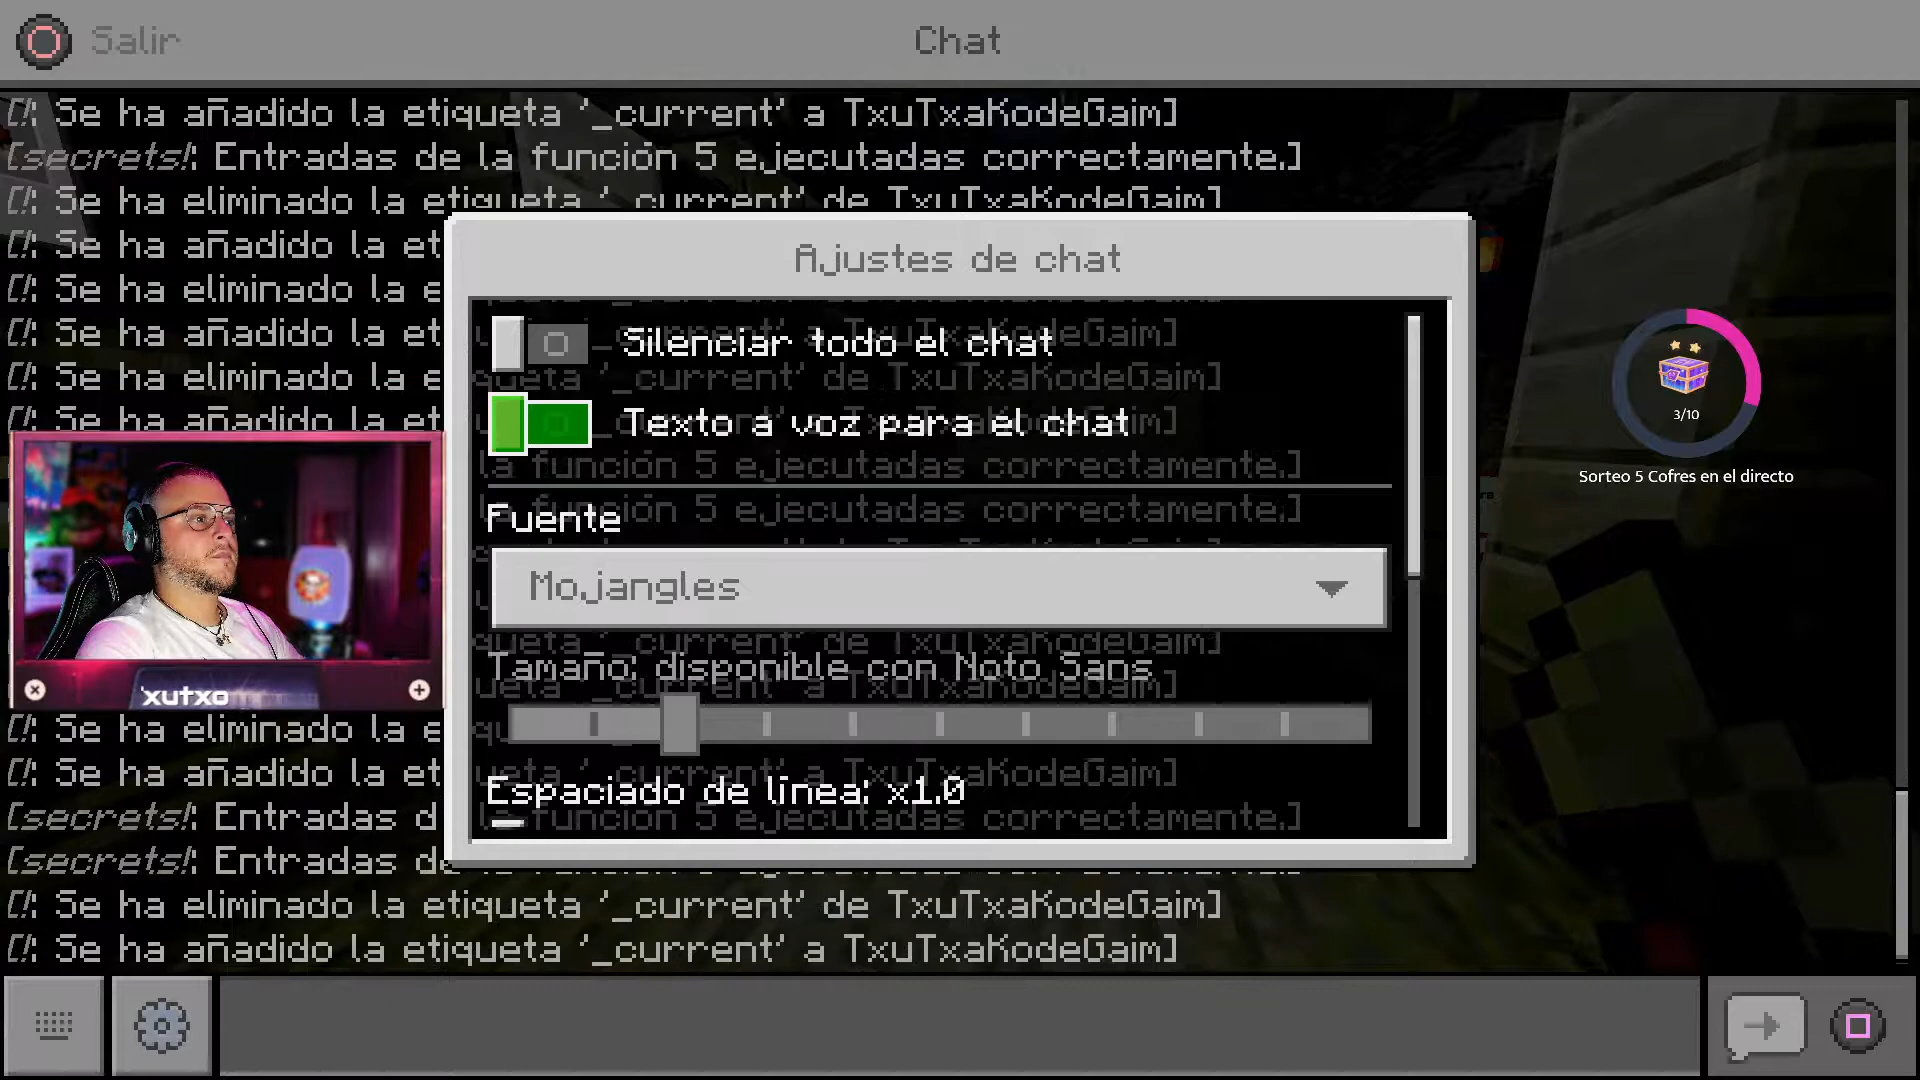 Salir
Chat
[!: Se ha añadido la etiqueta '_current' a TxuTxaKodeGaim]
[secrets!: Entradas de la función 5 ejecutadas correctamente.]
[!: Se ha eliminado la etiqueta '_current' de TxuTxaKodeGaim]
[!: Se ha añadido la et
[!: Se ha eliminado la e
[!: Se ha añadido la et
[!: Se ha eliminado la e
[!: Se ha añadido la et
Ajustes de chat
Silenciar todo el chat
Texto a voz para el chat
Fuente
Mojangles
Tamaño: disponible con Noto Sans
Espaciado de línea: x1.0
3/10
Sorteo 5 Cofres en el directo
xutxo
[!: Se ha eliminado la e
[!: Se ha añadido la et
[secrets!: Entradas d
[secrets!: Entradas de
[!: Se ha eliminado la etiqueta '_current' de TxuTxaKodeGaim]
[!: Se ha añadido la etiqueta '_current' a TxuTxaKodeGaim]